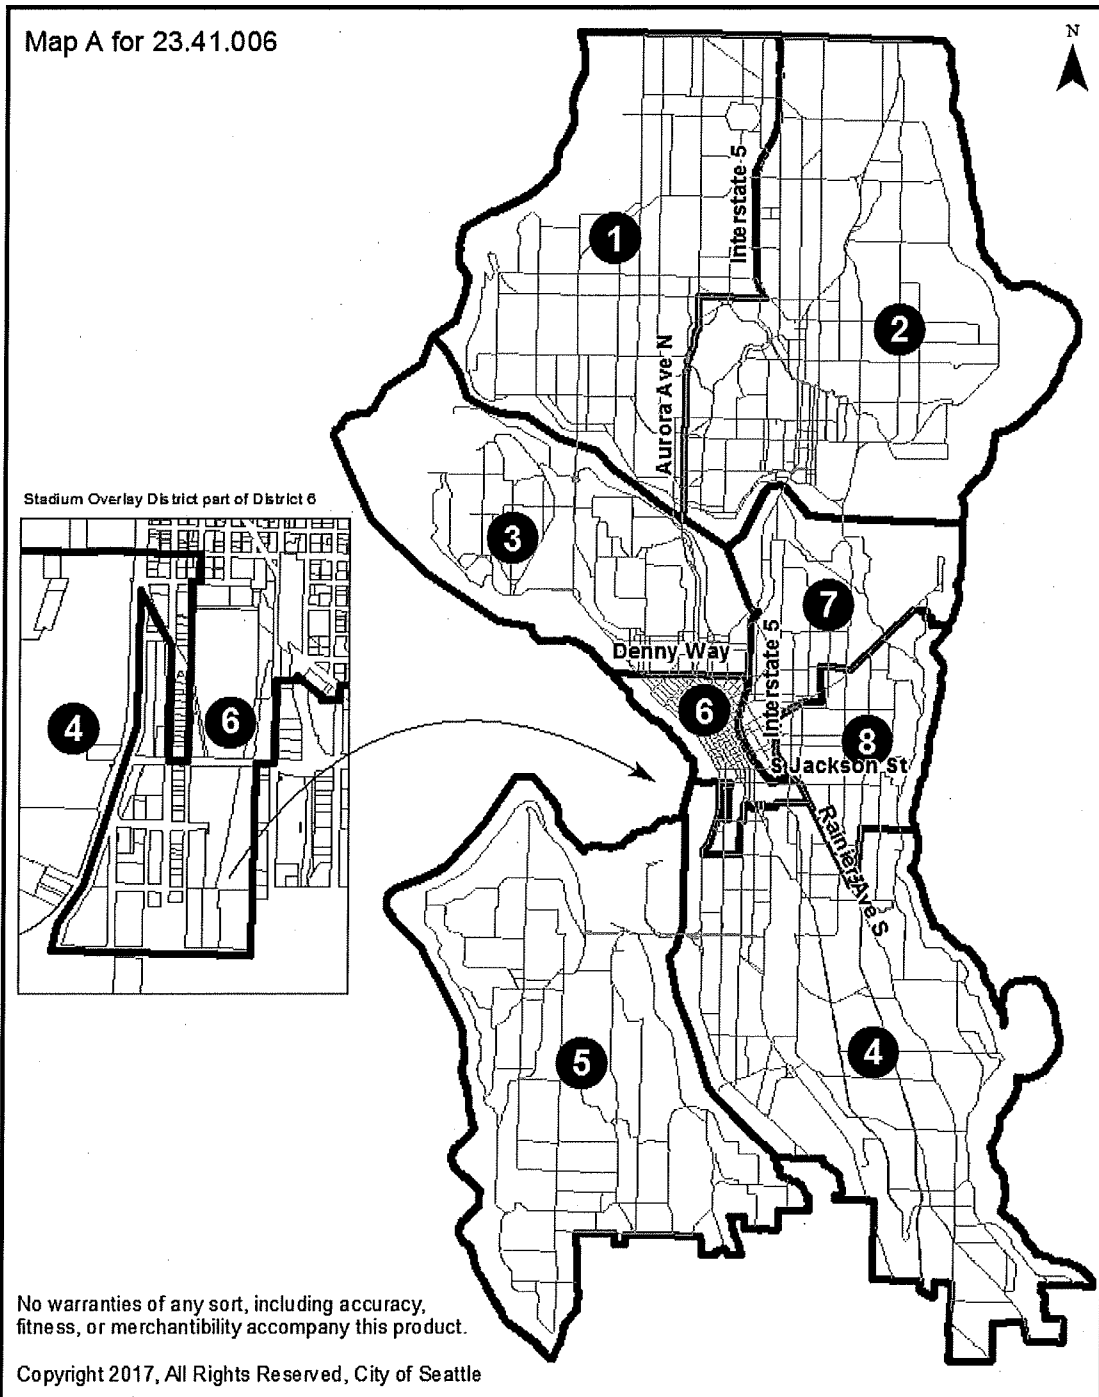 Map A for 23.41.006
N
Interstate 5
1
2
Aurora Ave N
3
Stadium Overlay District part of District 6
4
6
7
Denny Way
Interstate 5
6
8
S Jackson St
Rainier Ave S
4
5
No warranties of any sort, including accuracy,
fitness, or merchantibility accompany this product.
Copyright 2017, All Rights Reserved, City of Seattle